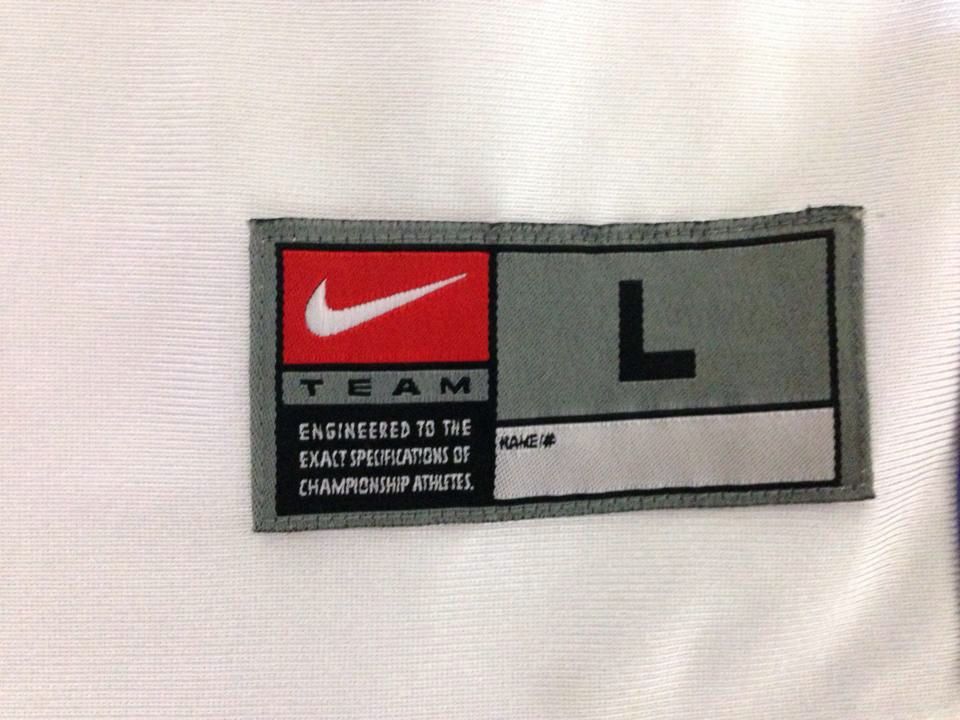 L
TEAM
ENGINEERED TO THE
EXACT SPECIFICATIONS OF
CHAMPIONSHIP ATHLETES.
NAME/#